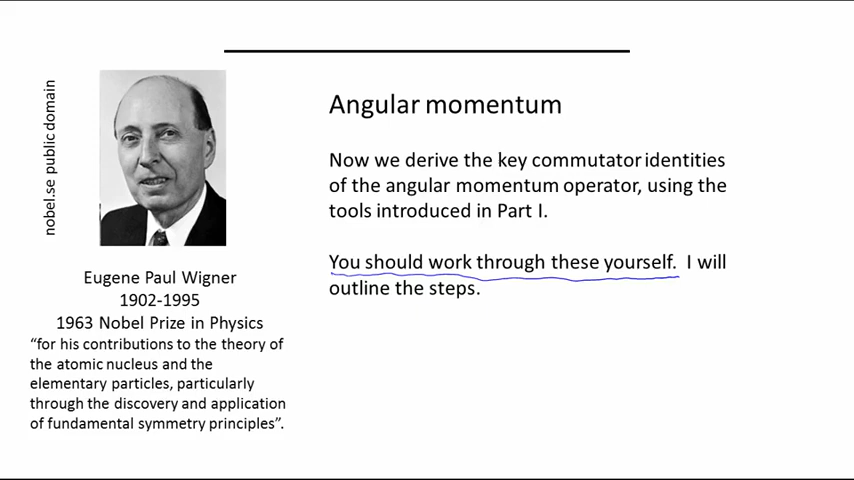 nobel.se public domain
Eugene Paul Wigner
1902-1995
1963 Nobel Prize in Physics
“for his contributions to the theory of
the atomic nucleus and the
elementary particles, particularly
through the discovery and application
of fundamental symmetry principles”.
Angular momentum
Now we derive the key commutator identities
of the angular momentum operator, using the
tools introduced in Part I.
You should work through these yourself. I will
outline the steps.